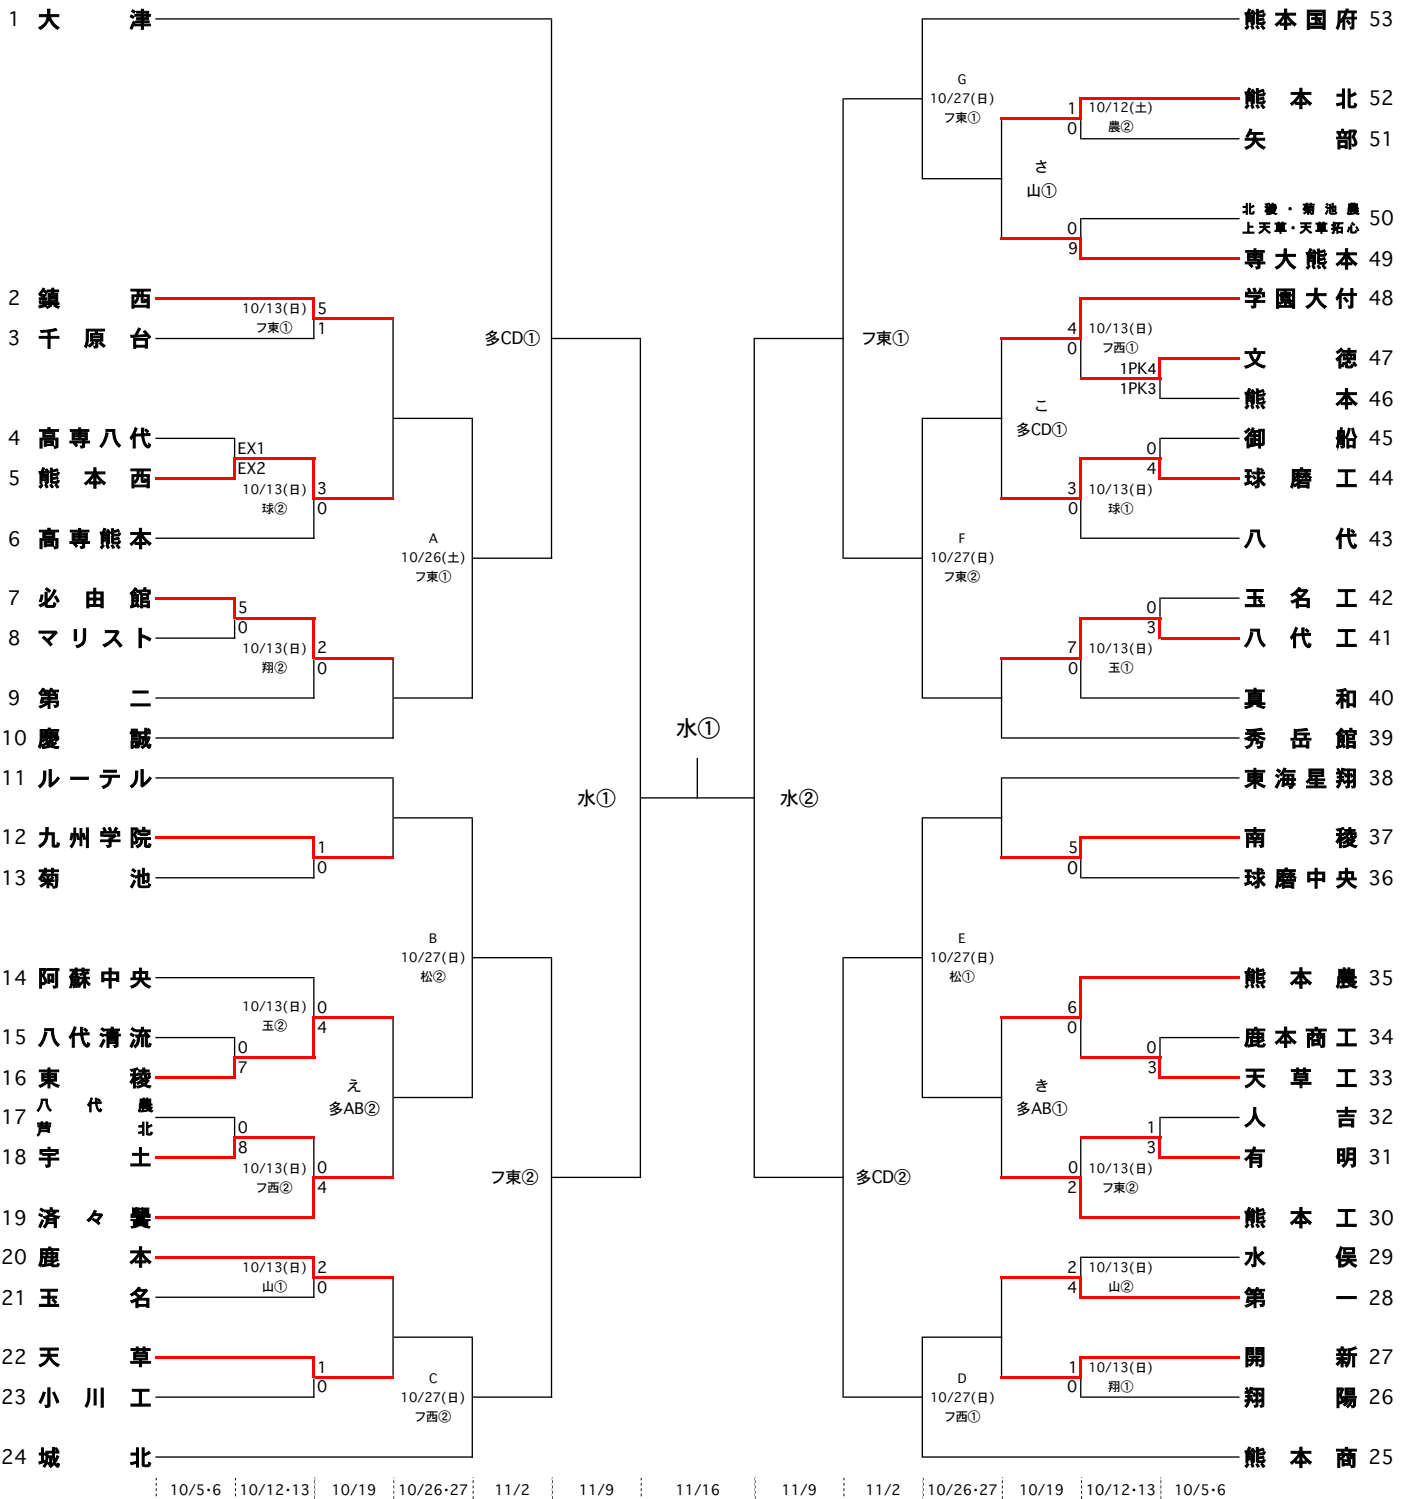 1 大津
2 鎮西
10/13(日) 5
フ東① 1
3 千原台
多CD①
4 高専八代
EX1
5 熊本西
EX2
10/13(日) 3
球② 0
6 高専熊本
A
10/26(土)
フ東①
7 必由館
5
8 マリスト
0
10/13(日) 2
翔② 0
9 第二
10 慶誠
11 ルーテル
水①
12 九州学院
1
13 菊池
0
B
10/27(日)
松②
14 阿蘇中央
10/13(日) 0
玉② 4
15 八代清流
0
16 東稜
7
え
多AB②
17 八代農
芦北
0
18 宇土
8
10/13(日) 0
フ西② 4
フ東②
19 済々黌
20 鹿本
10/13(日) 2
山① 0
21 玉名
22 天草
1
23 小川工
0
C
10/27(日)
フ西②
24 城北
水①
熊本国府 53
G
10/27(日)
フ東①
熊本北 52
1 10/12(土)
0 農②
矢部 51
さ
山①
北稜・菊池農
上天草・天草拓心 50
0
9
専大熊本 49
学園大付 48
フ東①
4 10/13(日)
0 フ西①
文徳 47
1PK4
1PK3
熊本 46
こ
多CD①
御船 45
0
4
球磨工 44
3 10/13(日)
0 球①
八代 43
F
10/27(日)
フ東②
玉名工 42
0
3
八代工 41
7 10/13(日)
0 玉①
真和 40
秀岳館 39
東海星翔 38
水②
南稜 37
5
0
球磨中央 36
E
10/27(日)
松①
熊本農 35
6
0
鹿本商工 34
0
3
天草工 33
き
多AB①
人吉 32
1
3
有明 31
0 10/13(日)
2 フ東②
多CD②
熊本工 30
水俣 29
2 10/13(日)
4 山②
第一 28
開新 27
1 10/13(日)
0 翔①
翔陽 26
D
10/27(日)
フ西①
熊本商 25
10/5・6 10/12・13 10/19 10/26・27 11/2 11/9 11/16 11/9 11/2 10/26・27 10/19 10/12・13 10/5・6